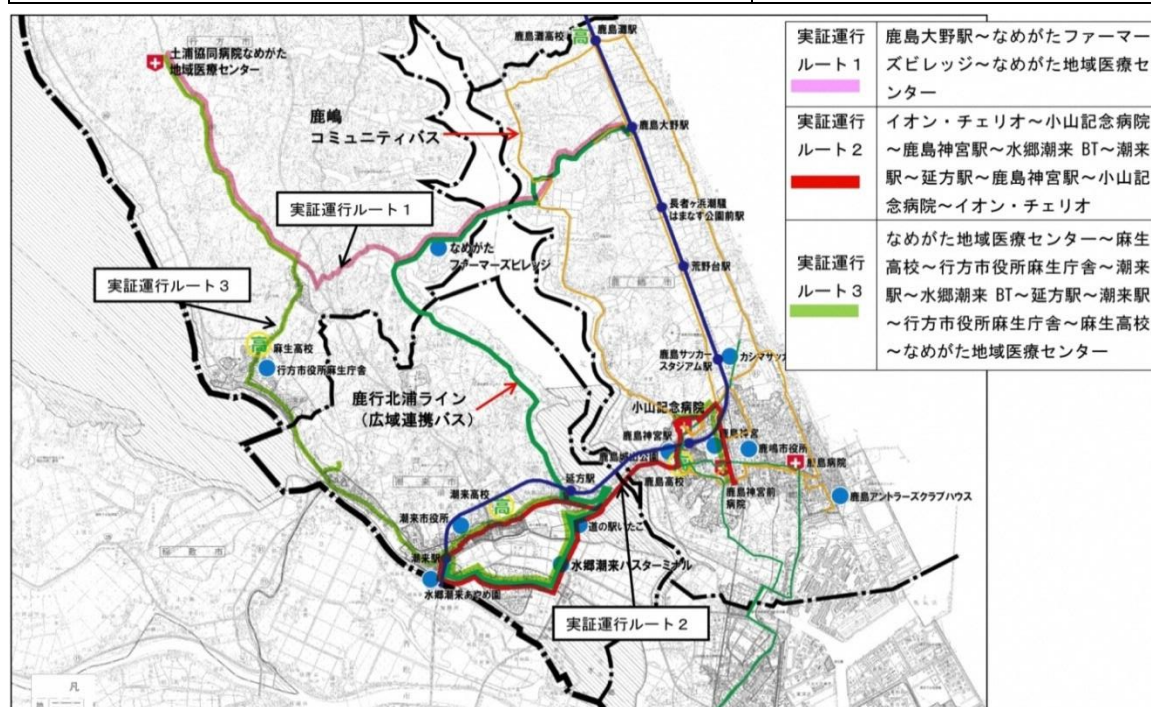 土浦協同病院なめがた
地域医療センター
鹿島灘高校
高
鹿島灘駅
鹿嶋
コミュニティバス
鹿島大野駅
実証運行ルート1
長者ヶ浜潮騒
はまなす公園前駅
なめがた
ファーマーズビレッジ
荒野台駅
実証運行ルート3
高
麻生高校
行方市役所麻生庁舎
鹿島サッカー
スタジアム駅
カシマサッカ
鹿行北浦ライン
(広域連携バス)
小山記念病院
鹿島神宮駅
鹿島神宮
鹿嶋市役所
鹿島城山公園
鹿島高校
鹿島病院
鹿島神宮前
病院
鹿島アントラーズクラブハウス
延方駅
潮来高校
高
潮来市役所
道の駅いたこ
潮来駅
水郷潮来バスターミナル
水郷潮来あやめ園
実証運行ルート2
稲敷市
潮来市
凡
実証運行
ルート1
鹿島大野駅~なめがたファーマー
ズビレッジ~なめがた地域医療セ
ンター
実証運行
ルート2
イオン・チェリオ~小山記念病院
~鹿島神宮駅~水郷潮来 BT~潮来
駅~延方駅~鹿島神宮駅~小山記
念病院~イオン・チェリオ
実証運行
ルート3
なめがた地域医療センター~麻生
高校~行方市役所麻生庁舎~潮来
駅~水郷潮来 BT~延方駅~潮来駅
~行方市役所麻生庁舎~麻生高校
~なめがた地域医療センター